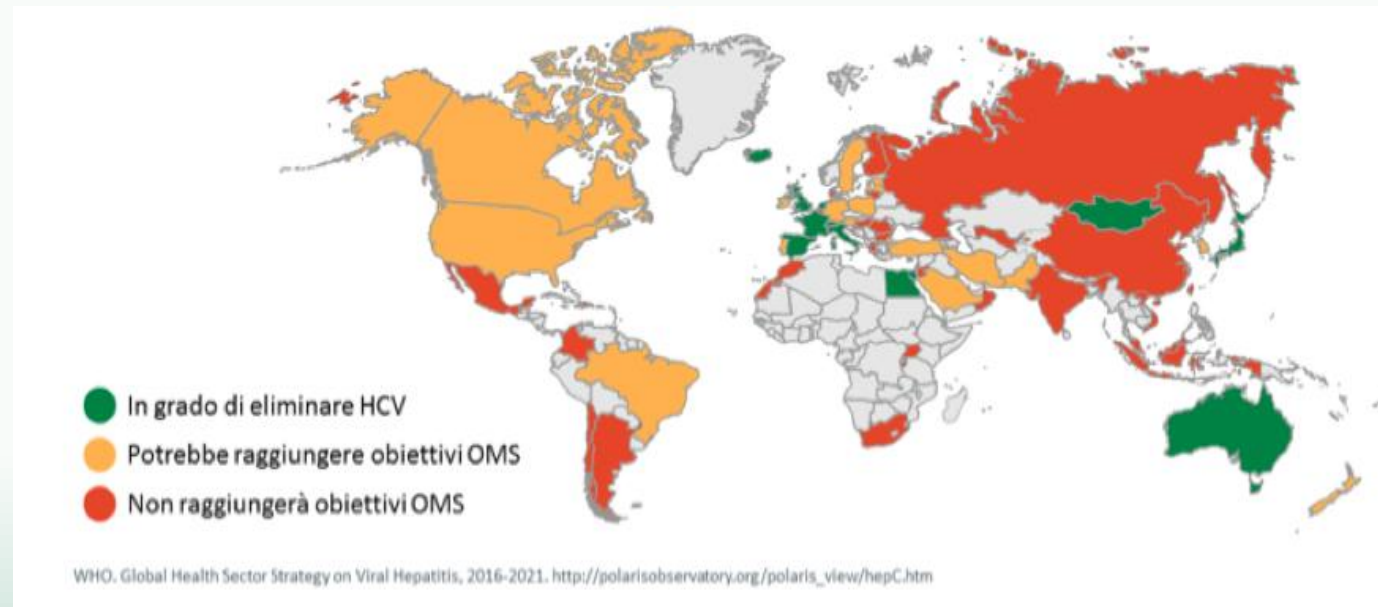 In grado di eliminare HCV
Potrebbe raggiungere obiettivi OMS
Non raggiungerà obiettivi OMS
WHO. Global Health Sector Strategy on Viral Hepatitis, 2016-2021. http://polarisobservatory.org/polaris_view/hepC.htm